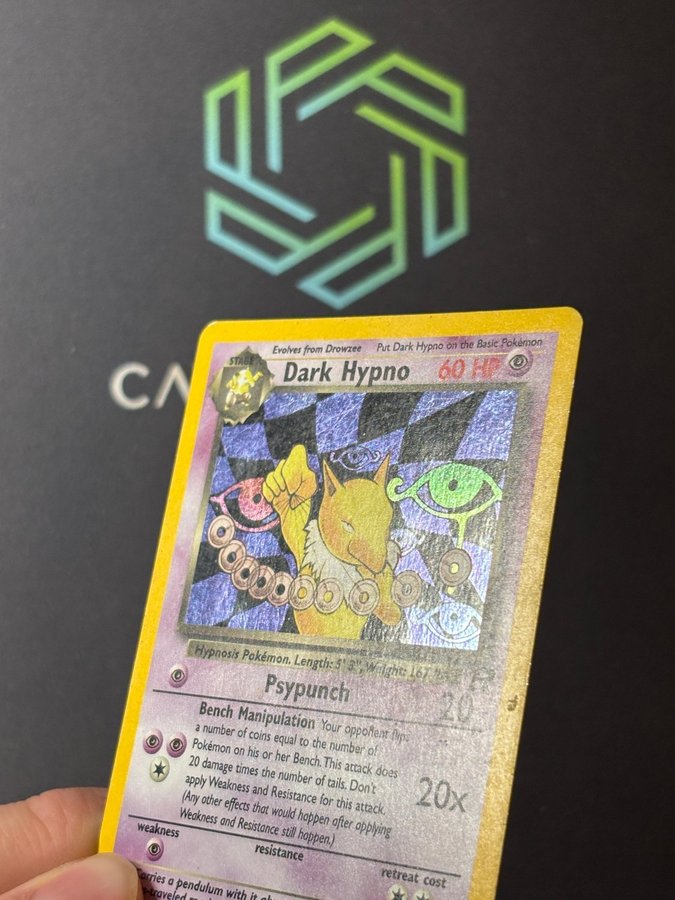 CA
Evolves from Drowzee Put Dark Hypno on the Basic Pokémon
STAGE
Dark Hypno 60 HP
Hypnosis Pokémon. Length: 5' 3", Weight: 167
Psypunch 20
Bench Manipulation Your opponent flips
a number of coins equal to the number of
Pokémon on his or her Bench. This attack does
20 damage times the number of tails. Don't
apply Weakness and Resistance for this attack.
(Any other effects that would happen after applying
Weakness and Resistance still happen.)
20x
weakness
resistance
retreat cost
Carries a pendulum with it